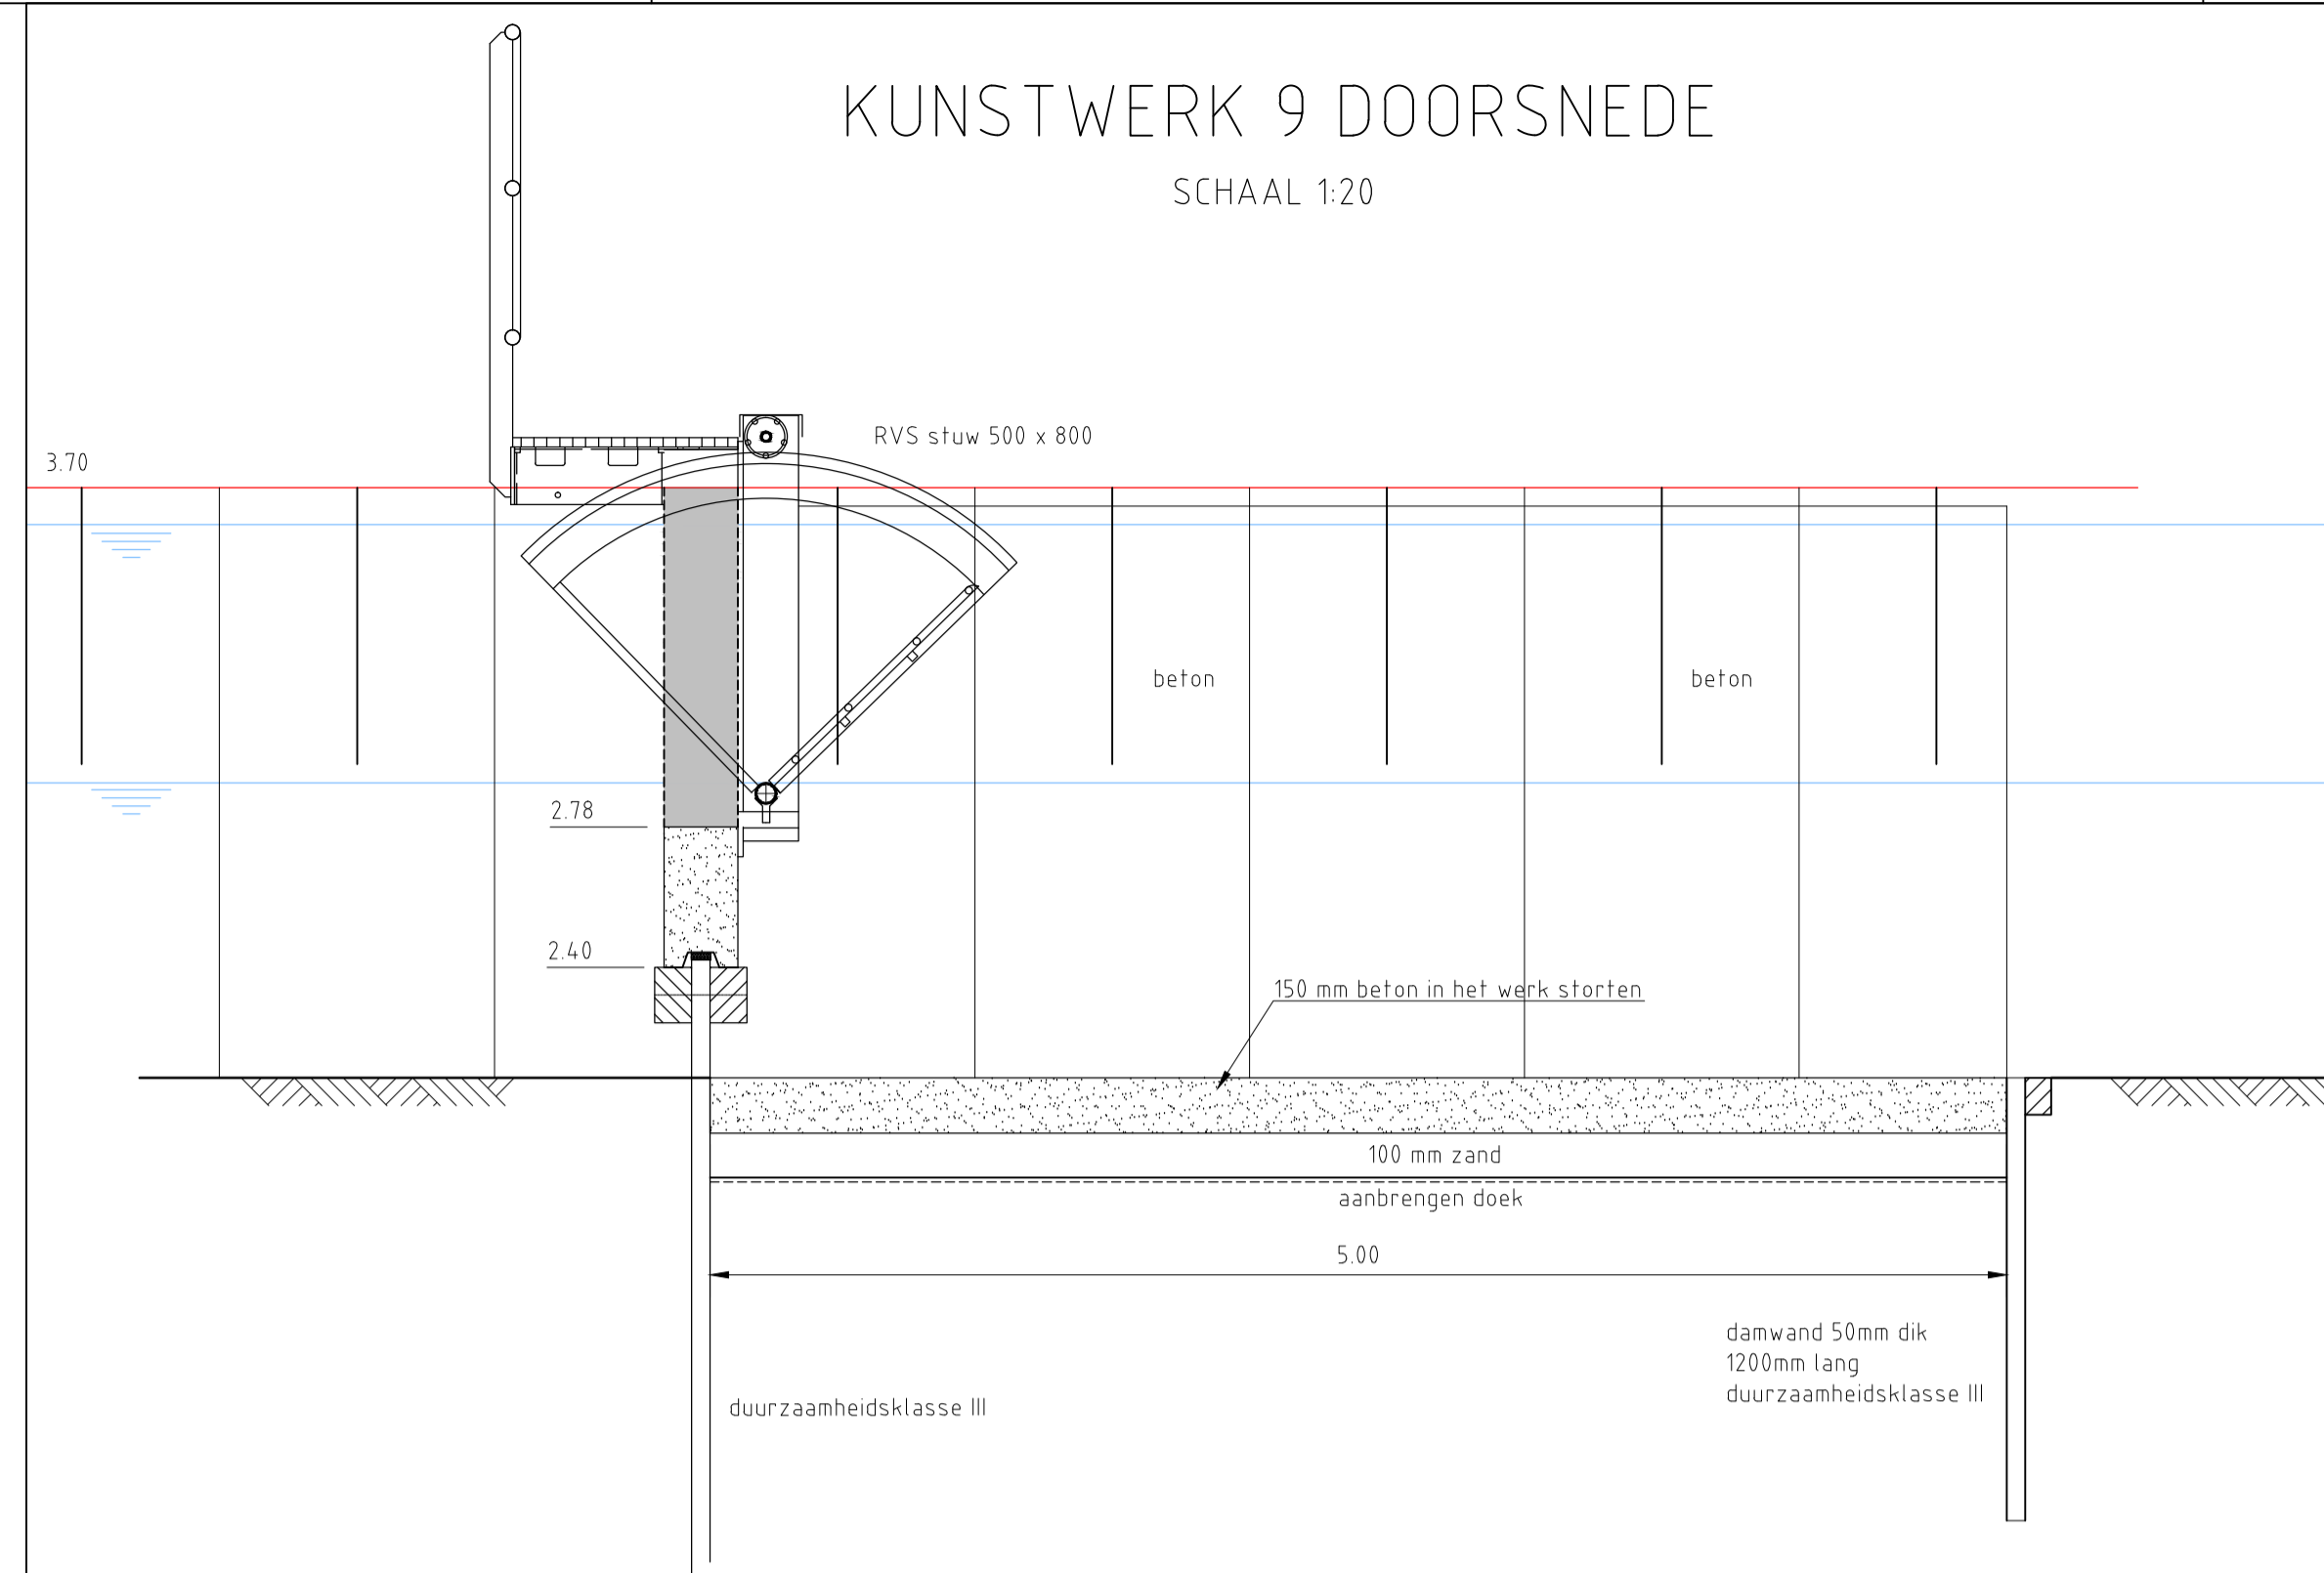 KUNSTWERK 9 DOORSNEDE
SCHAAL 1:20
RVS stuw 500 x 800
3.70
beton
beton
2.78
2.40
150 mm beton in het werk storten
100 mm zand
aanbrengen doek
5.00
damwand 50mm dik
1200mm lang
duurzaamheidsklasse III
duurzaamheidsklasse III